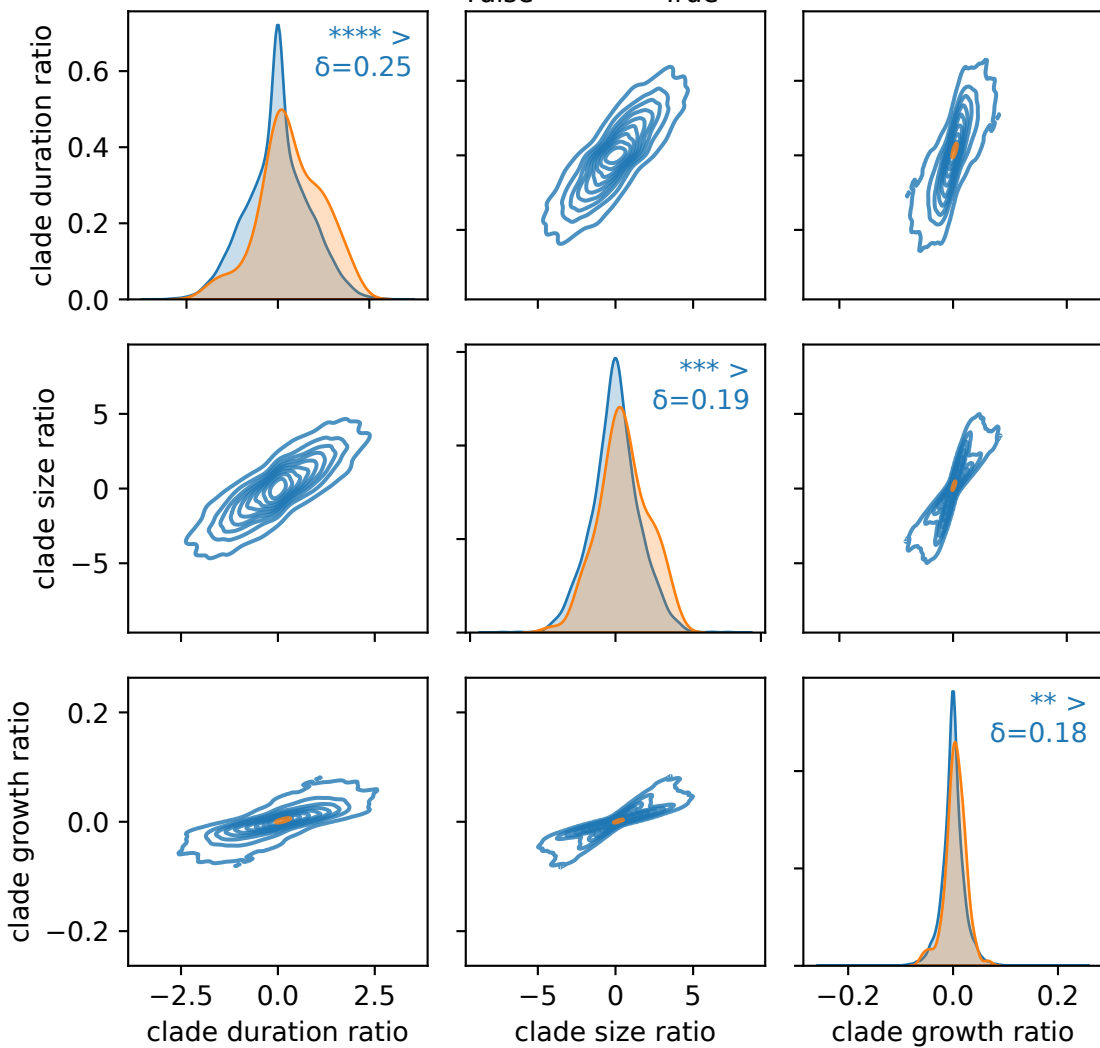 clade duration ratio
0.6
0.4
0.2
0.0
**** >
δ=0.25
clade size ratio
5
0
−5
*** >
δ=0.19
clade growth ratio
0.2
0.0
−0.2
** >
δ=0.18
−2.5 0.0 2.5
−5 0 5
−0.2 0.0 0.2
clade duration ratio
clade size ratio
clade growth ratio